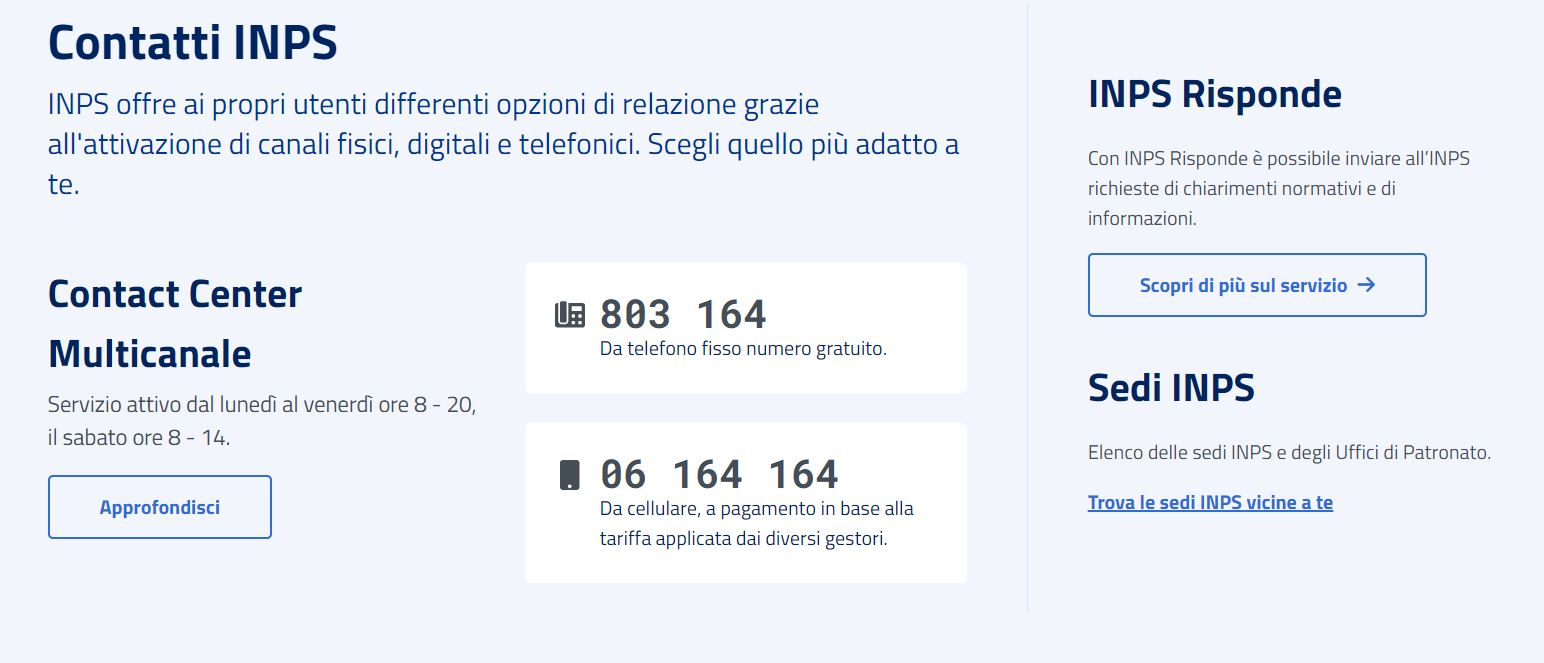 Contatti INPS
INPS offre ai propri utenti differenti opzioni di relazione grazie
all'attivazione di canali fisici, digitali e telefonici. Scegli quello più adatto a
te.
Contact Center
Multicanale
Servizio attivo dal lunedì al venerdì ore 8 - 20,
il sabato ore 8 - 14.
Approfondisci
803 164
Da telefono fisso numero gratuito.
06 164 164
Da cellulare, a pagamento in base alla
tariffa applicata dai diversi gestori.
INPS Risponde
Con INPS Risponde è possibile inviare all’INPS
richieste di chiarimenti normativi e di
informazioni.
Scopri di più sul servizio →
Sedi INPS
Elenco delle sedi INPS e degli Uffici di Patronato.
Trova le sedi INPS vicine a te